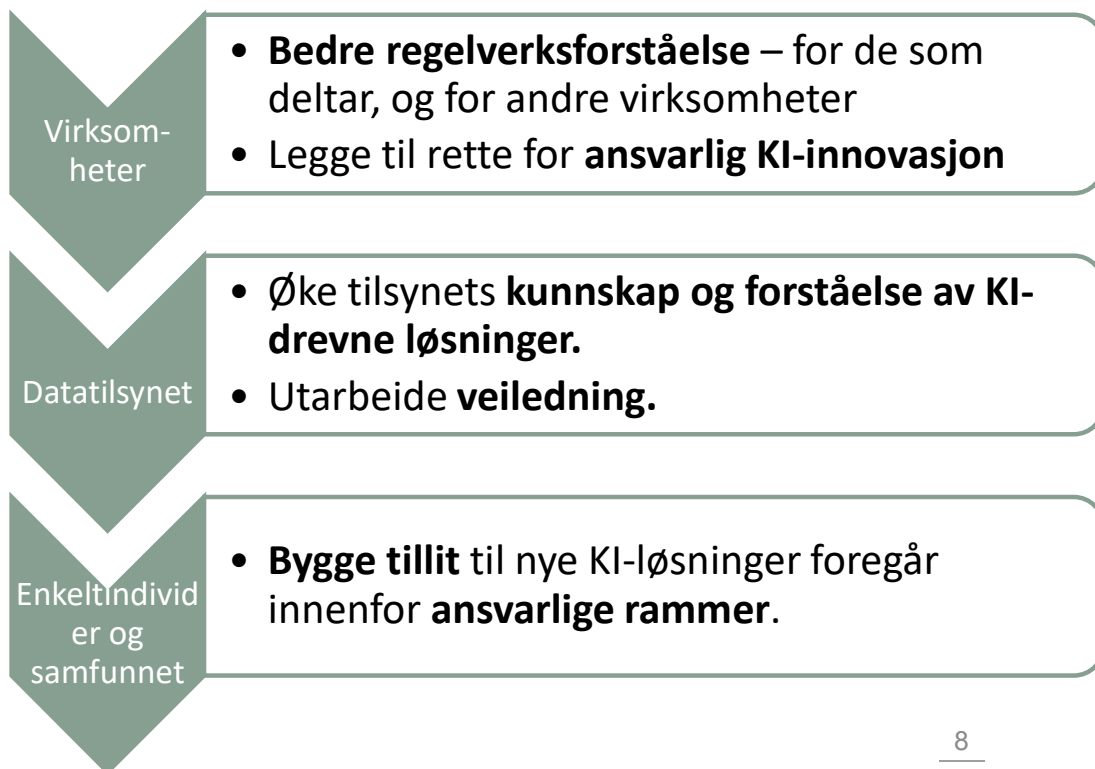 Virksom-
heter
• Bedre regelverksforståelse – for de som
deltar, og for andre virksomheter
• Legge til rette for ansvarlig KI-innovasjon
Datatilsynet
• Øke tilsynets kunnskap og forståelse av KI-
drevne løsninger.
• Utarbeide veiledning.
Enkeltindivid
er og
samfunnet
• Bygge tillit til nye KI-løsninger foregår
innenfor ansvarlige rammer.
8